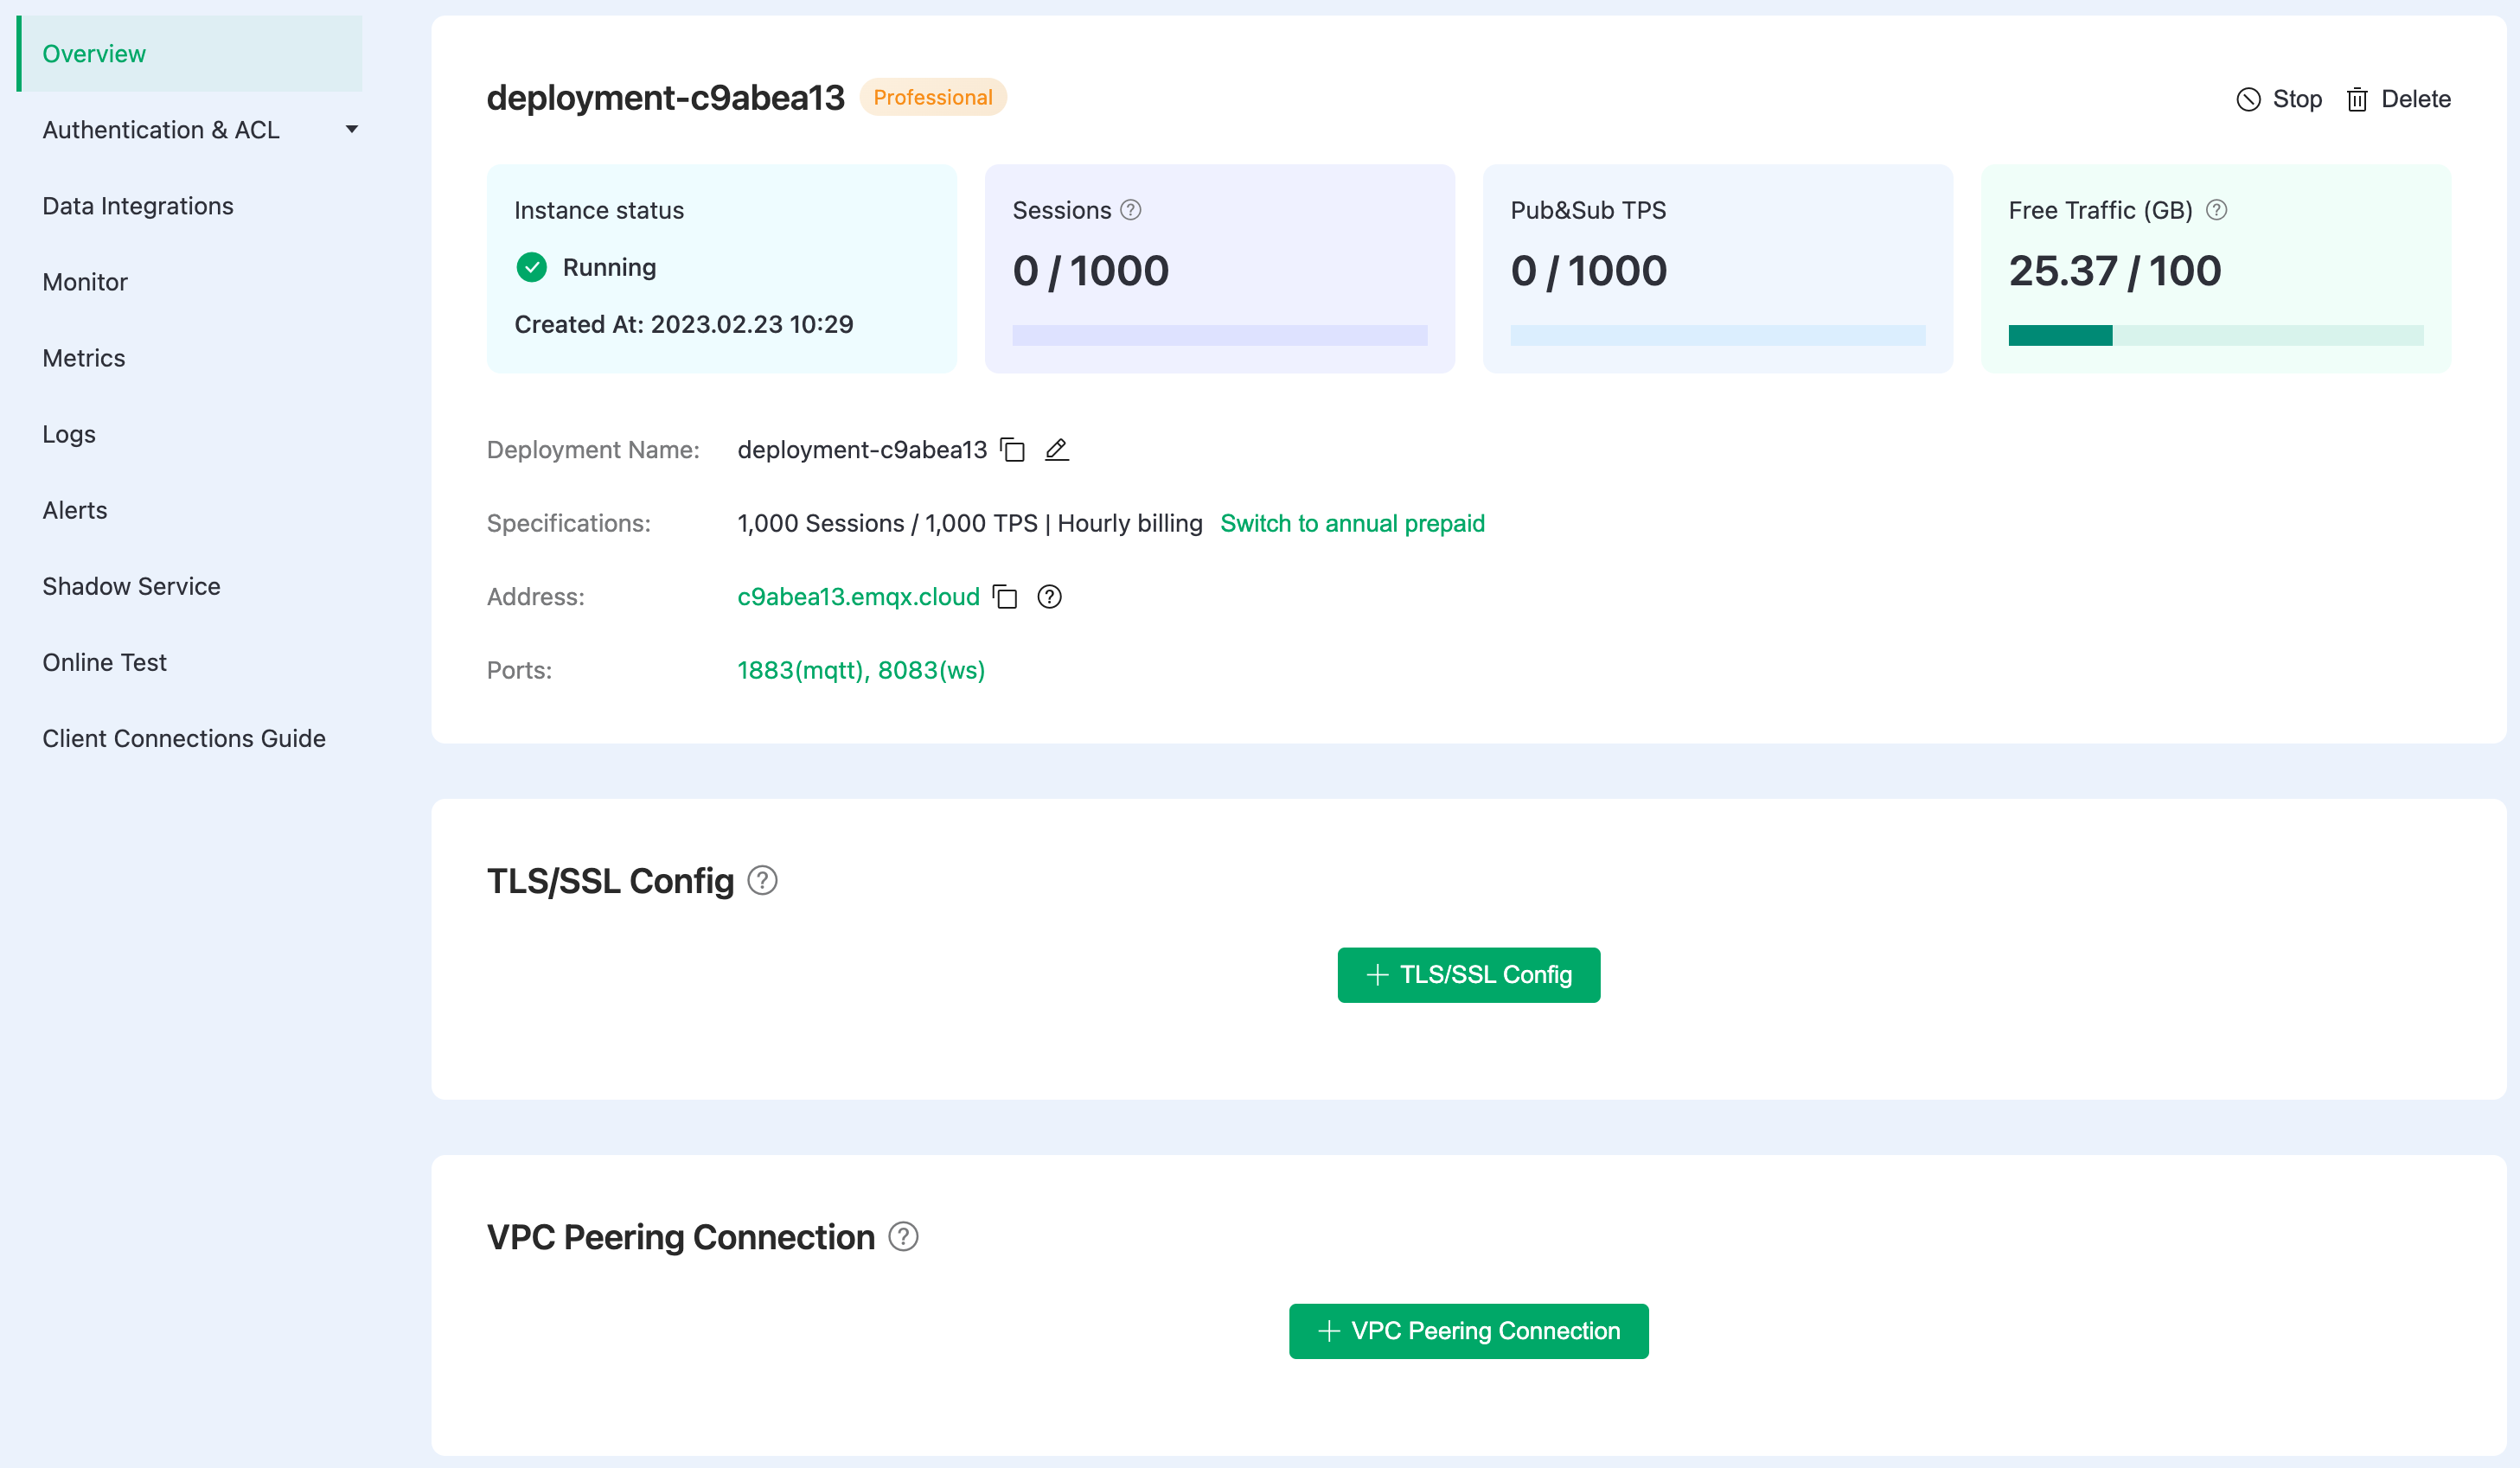 Overview
Authentication & ACL
Data Integrations
Monitor
Metrics
Logs
Alerts
Shadow Service
Online Test
Client Connections Guide
deployment-c9abea13 Professional
Stop Delete
Instance status
Running
Created At: 2023.02.23 10:29
Sessions
0 / 1000
Pub&Sub TPS
0 / 1000
Free Traffic (GB)
25.37 / 100
Deployment Name: deployment-c9abea13
Specifications: 1,000 Sessions / 1,000 TPS | Hourly billing Switch to annual prepaid
Address: c9abea13.emqx.cloud
Ports: 1883(mqtt), 8083(ws)
TLS/SSL Config
TLS/SSL Config
VPC Peering Connection
VPC Peering Connection